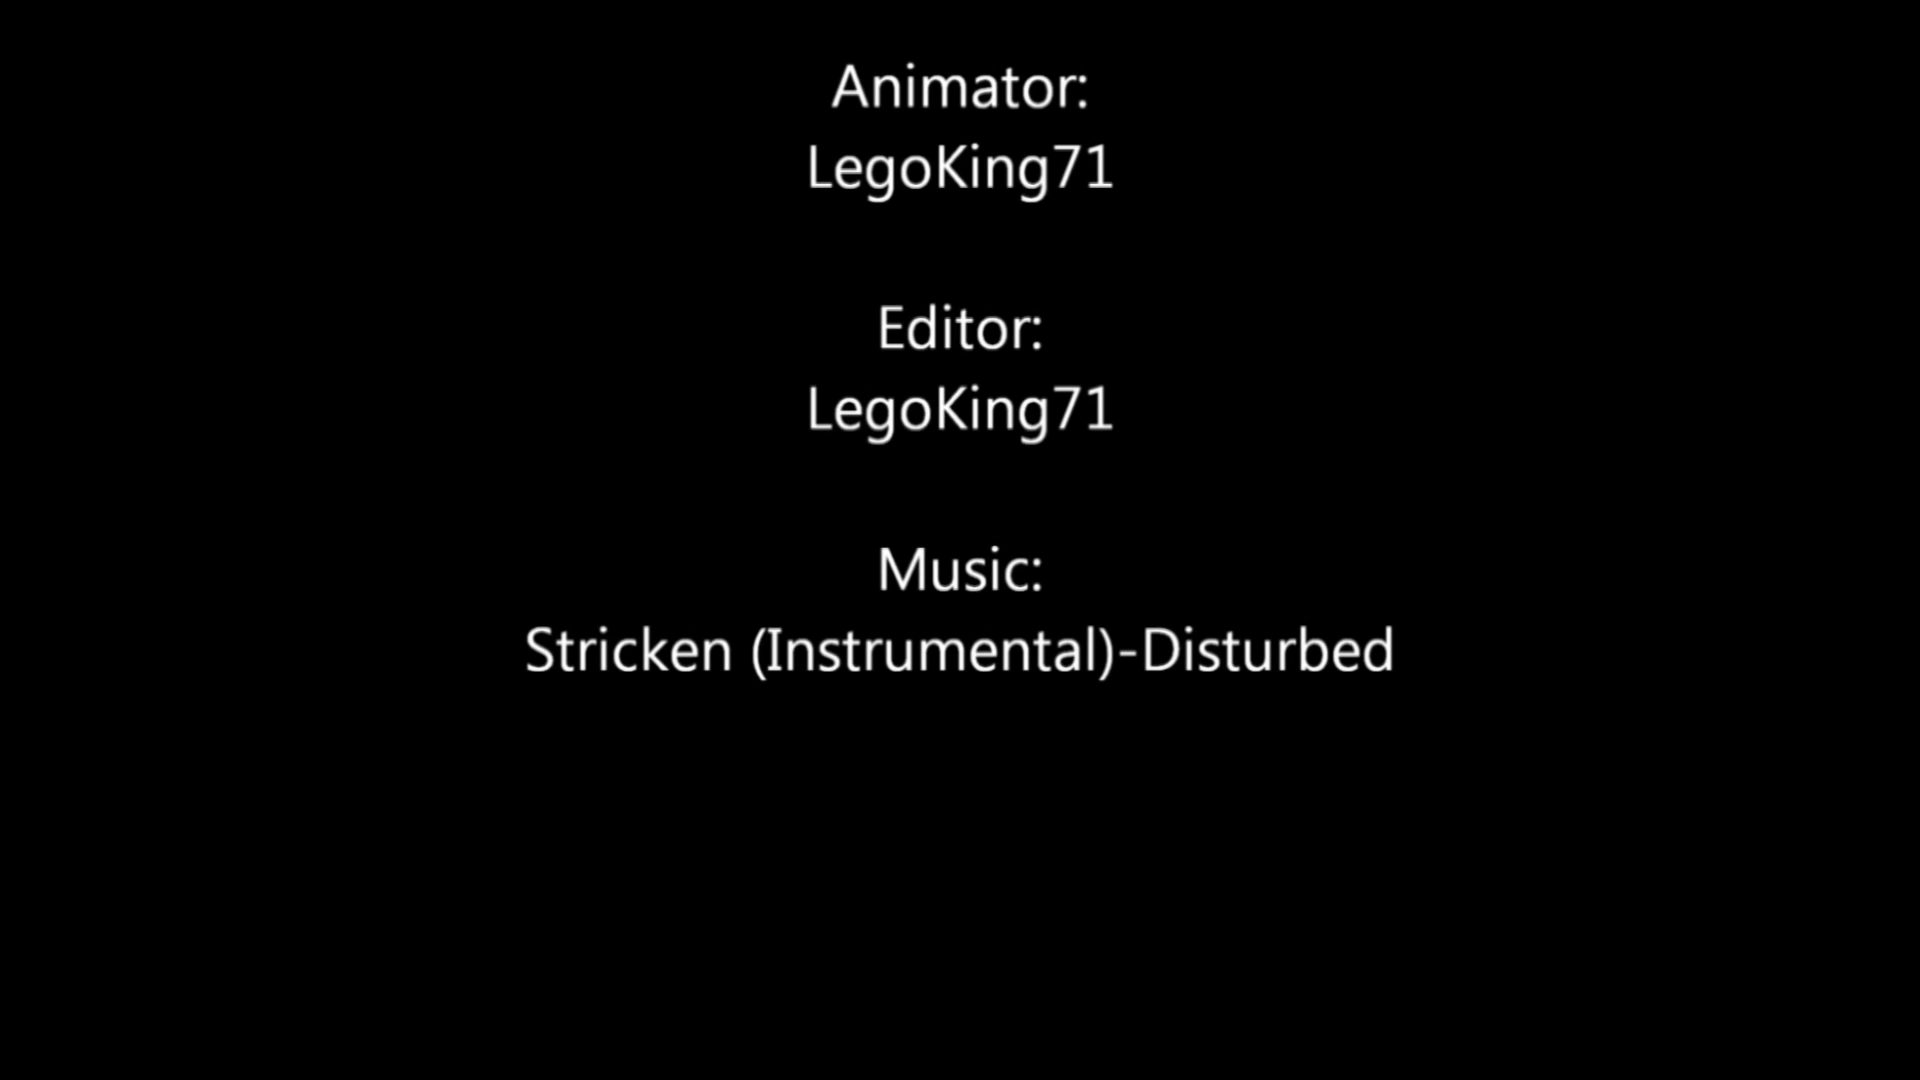 Animator:
LegoKing71
Editor:
LegoKing71
Music:
Stricken (Instrumental)-Disturbed